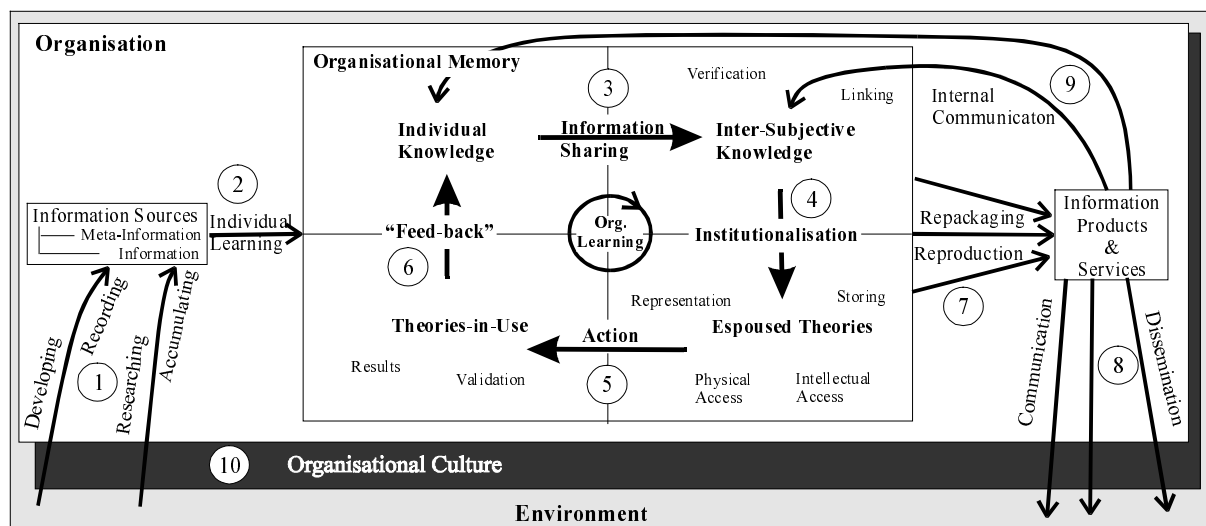 Organisation
Organisational Memory
3
Verification
Linking
9
Internal
Communicaton
Individual
Knowledge
Information
Sharing
Inter-Subjective
Knowledge
2
Individual
Learning
Information Sources
Meta-Information
Information
4
“Feed-back”
Org.
Learning
Institutionalisation
6
Repackaging
Reproduction
7
Information
Products
&
Services
Representation
Storing
Theories-in-Use
Action
Espoused Theories
Results
Validation
5
Physical
Access
Intellectual
Access
Developing
Recording
1
Researching
Accumulating
Communication
8
Dissemination
10
Organisational Culture
Environment